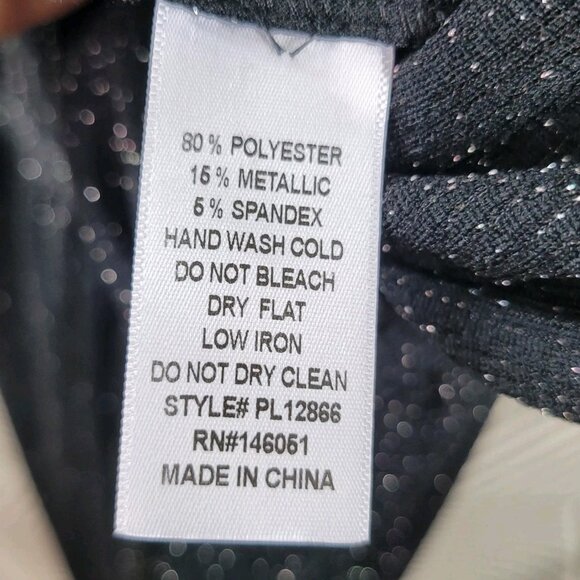 80 % POLYESTER
15 % METALLIC
5 % SPANDEX
HAND WASH COLD
DO NOT BLEACH
DRY FLAT
LOW IRON
DO NOT DRY CLEAN
STYLE# PL12866
RN#146051
MADE IN CHINA